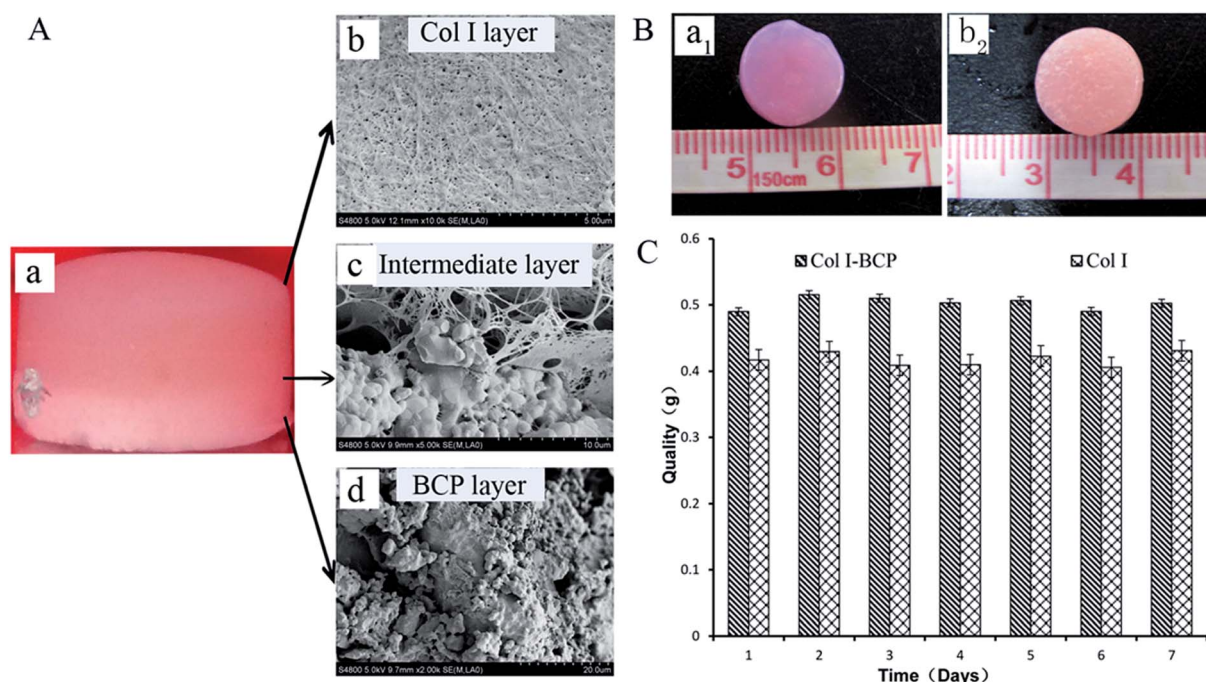 A
a
b
Col I layer
S4800 5.0kV 12.1mm x10.0k SE(M,LA0)
5.00um
c
Intermediate layer
S4800 5.0kV 9.9mm x5.00k SE(M,LA0)
10.0um
d
BCP layer
S4800 5.0kV 9.7mm x2.00k SE(M,LA0)
20.0um
B
a1
5 6 7
150cm
b2
2 3 4
C
Col I-BCP
Col I
Quality（g）
0.6
0.5
0.4
0.3
0.2
0.1
0
1 2 3 4 5 6 7
Time（Days）